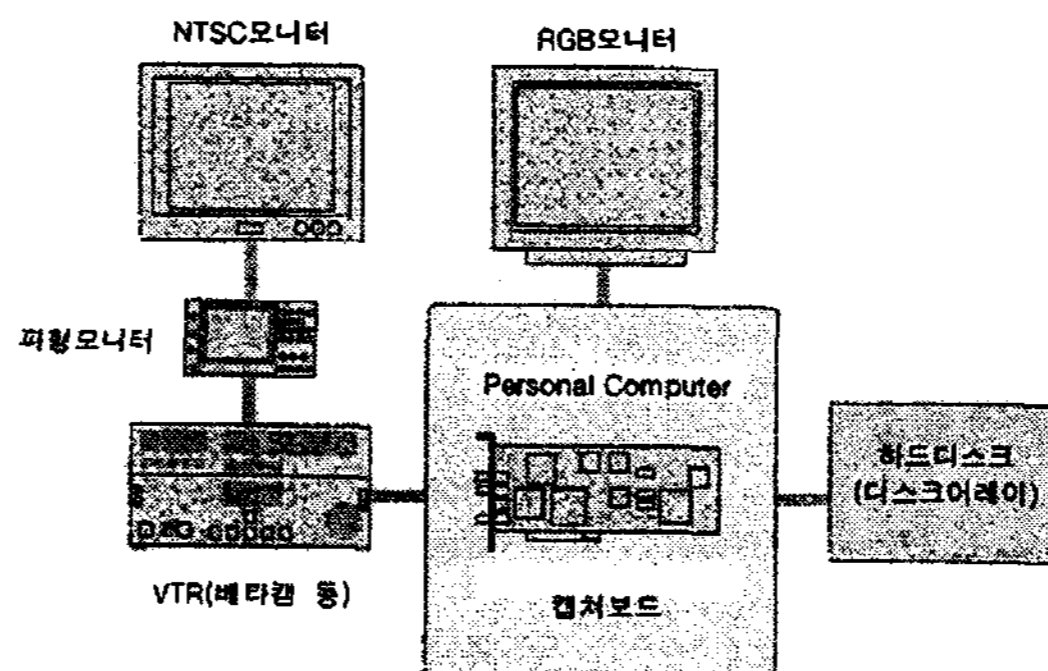 NTSC모니터
RGB모니터
파형모니터
Personal Computer
하드디스크
(디스크어레이)
VTR(베타캠 등)
캡처보드